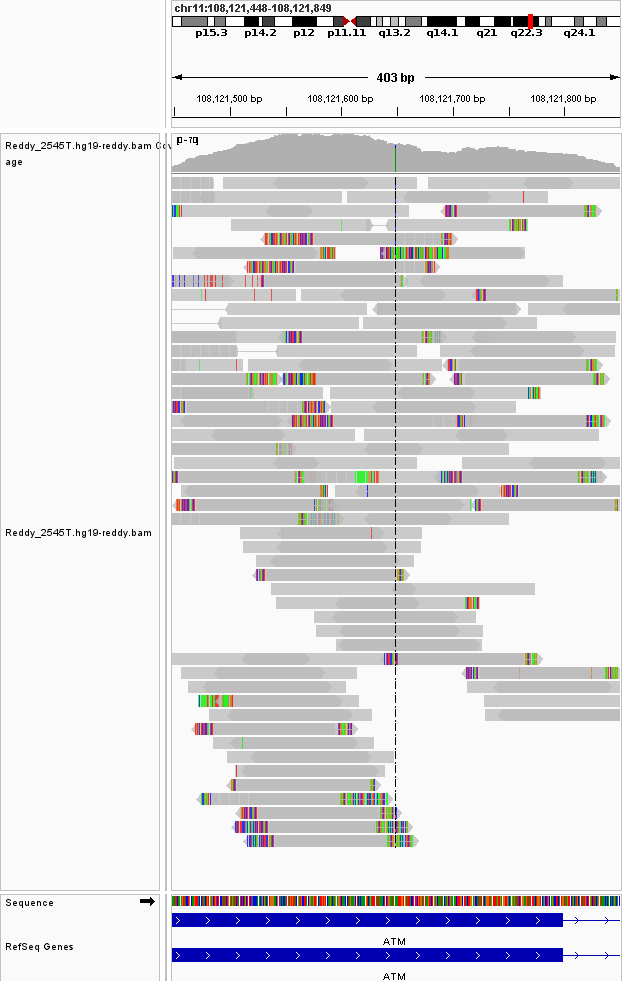 chr11:108,121,448-108,121,849
p15.3 p14.2 p12 p11.11 q13.2 q14.1 q21 q22.3 q24.1
403 bp
108,121,500 bp 108,121,600 bp 108,121,700 bp 108,121,800 bp
[0-70]
Reddy_2545T.hg19-reddy.bam
age
Reddy_2545T.hg19-reddy.bam
Sequence
ATM
RefSeq Genes
ATM